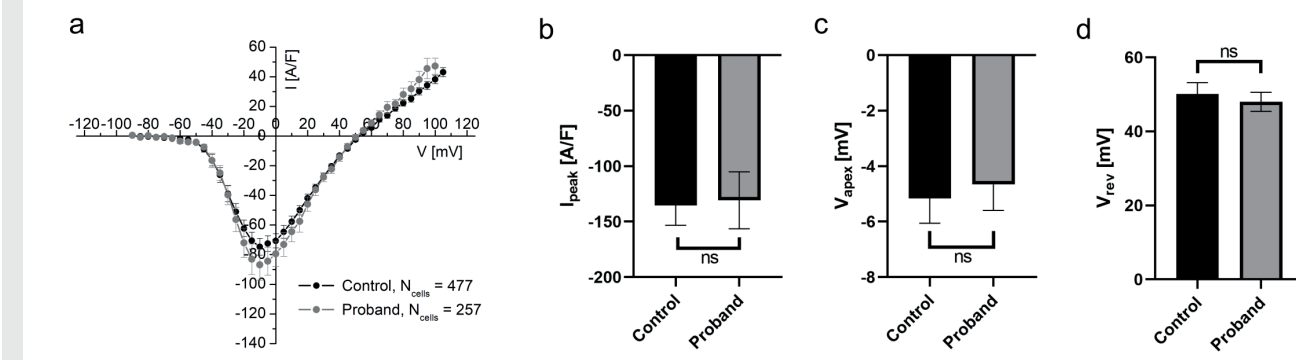 a
60
I [A/F]
40
20
-120 -100 -80 -60 -40 -20 0 20 40 60 80 100 120
0
V [mV]
-20
-40
-60
-80
-100
-120
-140
Control, Ncells = 477
Proband, Ncells = 257
b
0
-50
-100
-150
-200
Ipeak [A/F]
ns
Control
Proband
c
0
-2
-4
-6
-8
Vapex [mV]
ns
Control
Proband
d
60
40
20
0
Vrev [mV]
ns
Control
Proband